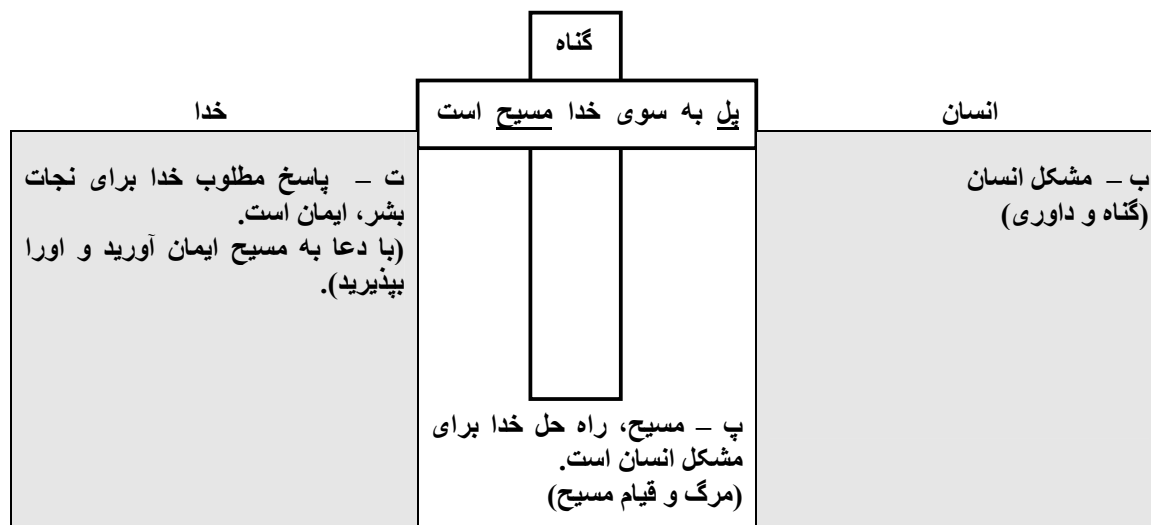 گناه
پل به سوی خدا مسیح است
انسان
خدا
ب – مشکل انسان
(گناه و داوری)
پ – مسیح، راه حل خدا برای
مشکل انسان است.
(مرگ و قیام مسیح)
ت – پاسخ مطلوب خدا برای نجات
بشر، ایمان است.
(با دعا به مسیح ایمان آورید و اورا
بپذیرید).